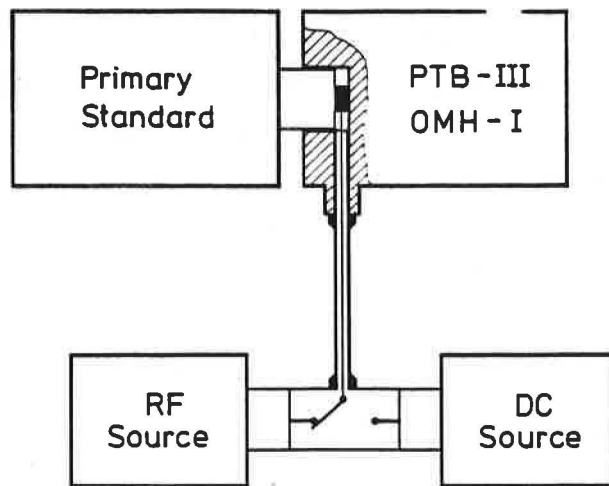 Primary
Standard
PTB-III
OMH-I
RF
Source
DC
Source